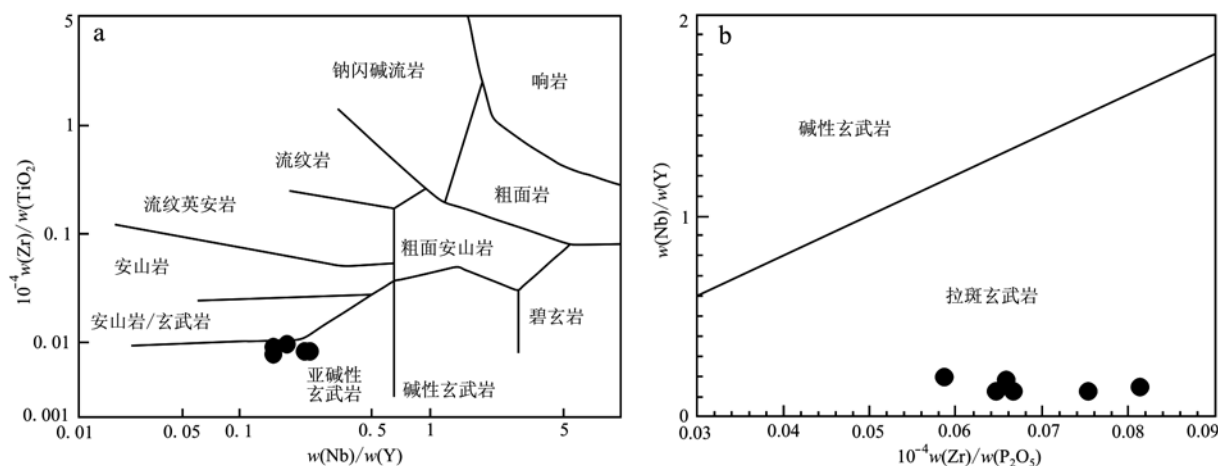 a
5
1
0.1
0.01
0.001
10⁻⁴w(Zr)/w(TiO₂)
钠闪碱流岩
响岩
流纹岩
粗面岩
流纹英安岩
粗面安山岩
安山岩
碧玄岩
安山岩/玄武岩
亚碱性
玄武岩
碱性玄武岩
0.01
0.05
0.1
0.5
1
5
w(Nb)/w(Y)
b
2
1
0
w(Nb)/w(Y)
碱性玄武岩
拉斑玄武岩
0.03
0.04
0.05
0.06
0.07
0.08
0.09
10⁻⁴w(Zr)/w(P₂O₅)